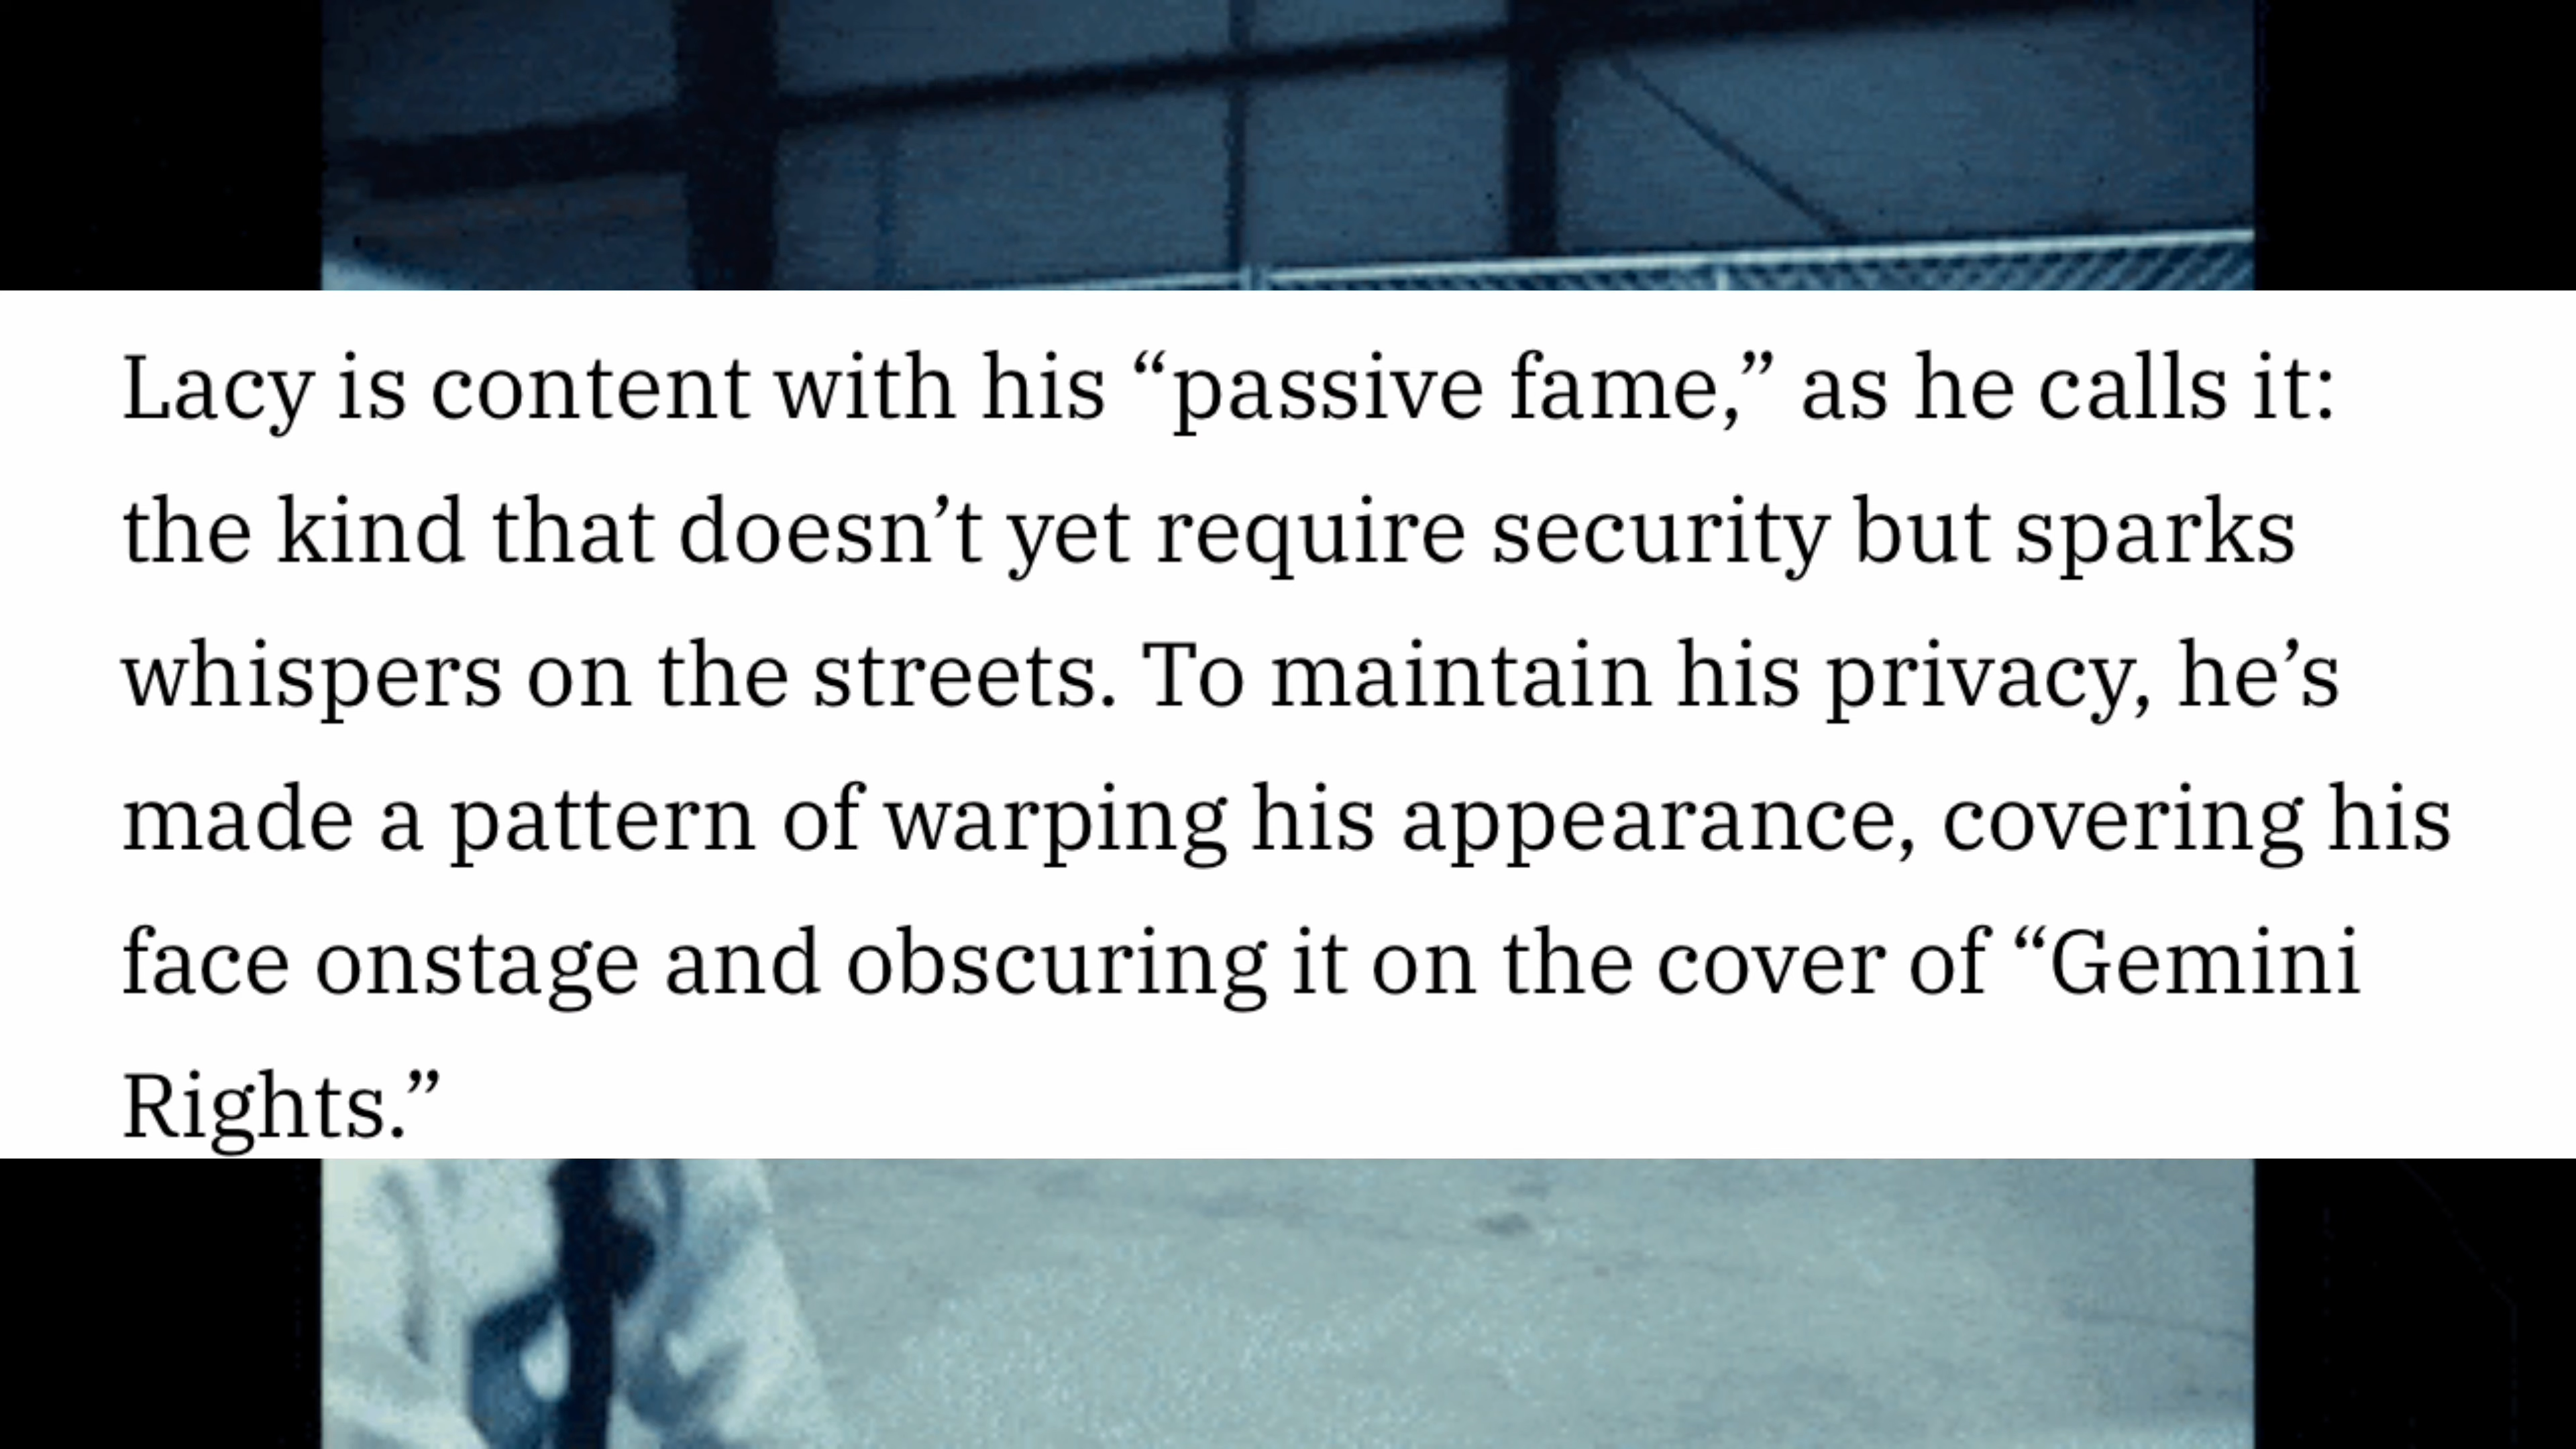 Lacy is content with his “passive fame,” as he calls it:
the kind that doesn’t yet require security but sparks
whispers on the streets. To maintain his privacy, he’s
made a pattern of warping his appearance, covering his
face onstage and obscuring it on the cover of “Gemini
Rights.”